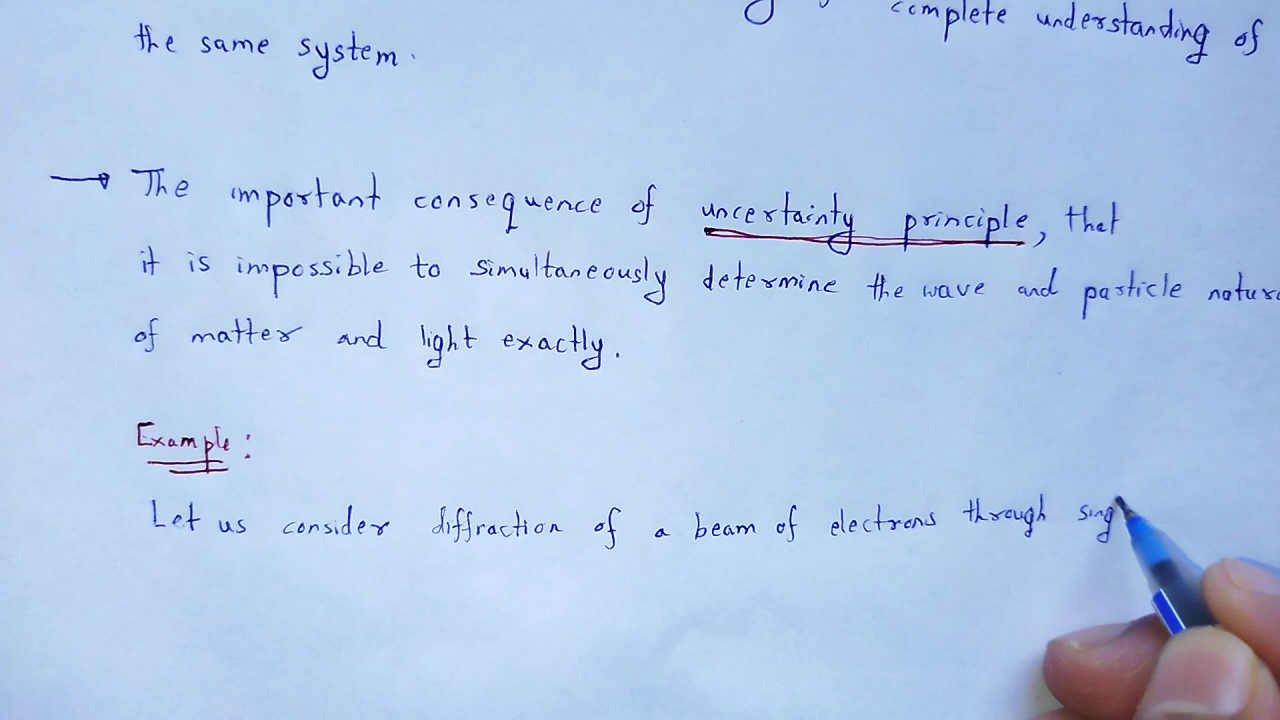 complete understanding of
the same system.
→ The important consequence of uncertainty principle, that
it is impossible to simultaneously determine the wave and particle natur
of matter and light exactly.
Example:
Let us consider diffraction of a beam of electrons through sing